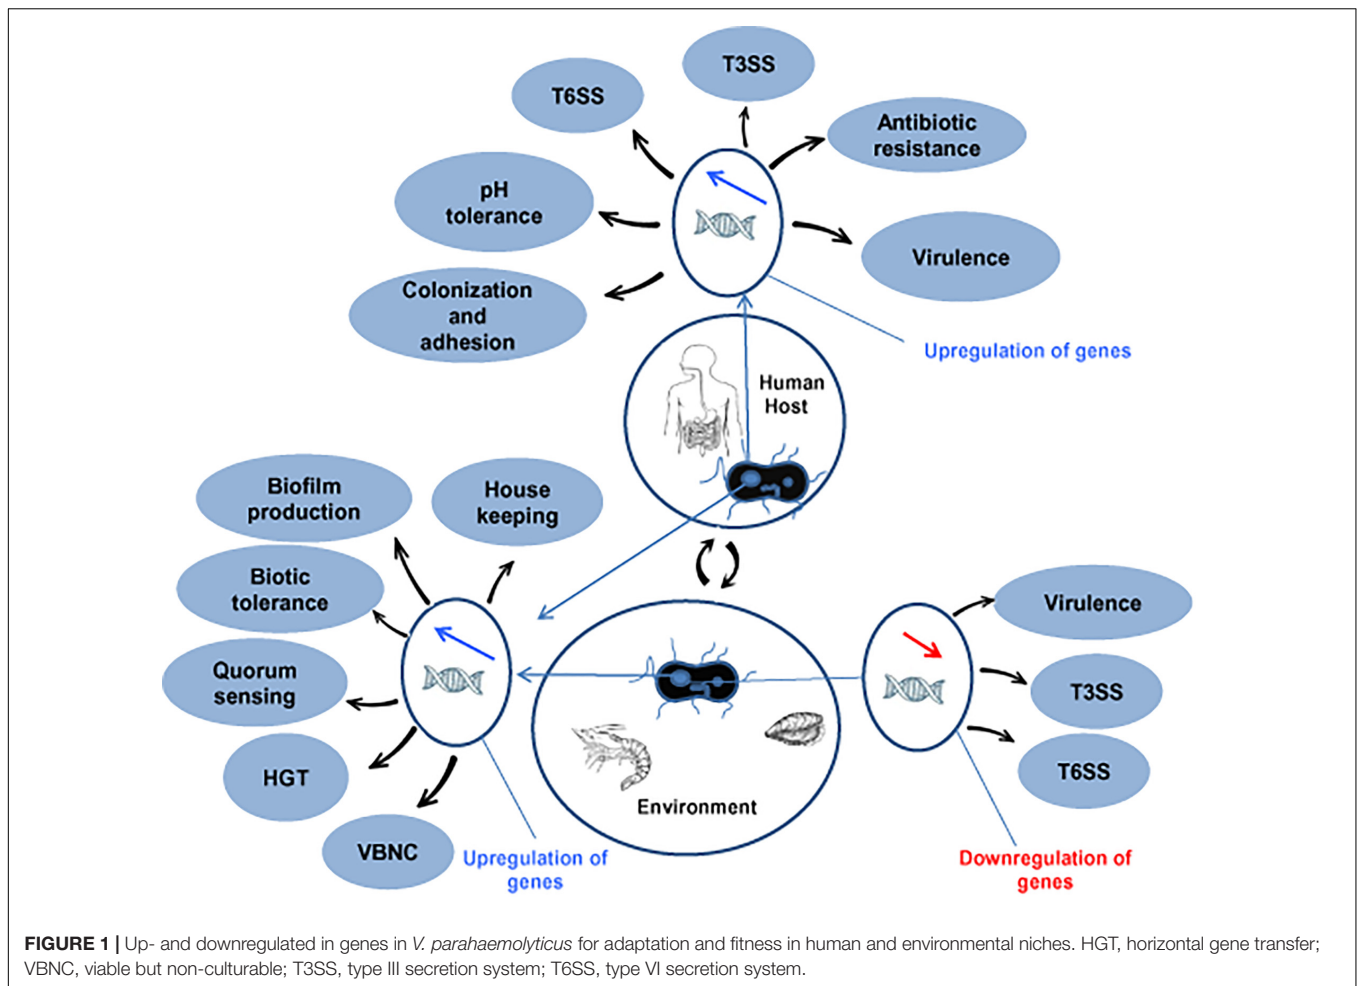 T3SS
T6SS
Antibiotic
resistance
pH
tolerance
Virulence
Colonization
and
adhesion
Upregulation of genes
Human
Host
Biofilm
production
House
keeping
Biotic
tolerance
Quorum
sensing
HGT
VBNC
Upregulation of
genes
Environment
Virulence
T3SS
T6SS
Downregulation of
genes
FIGURE 1 | Up- and downregulated in genes in V. parahaemolyticus for adaptation and fitness in human and environmental niches. HGT, horizontal gene transfer;
VBNC, viable but non-culturable; T3SS, type III secretion system; T6SS, type VI secretion system.